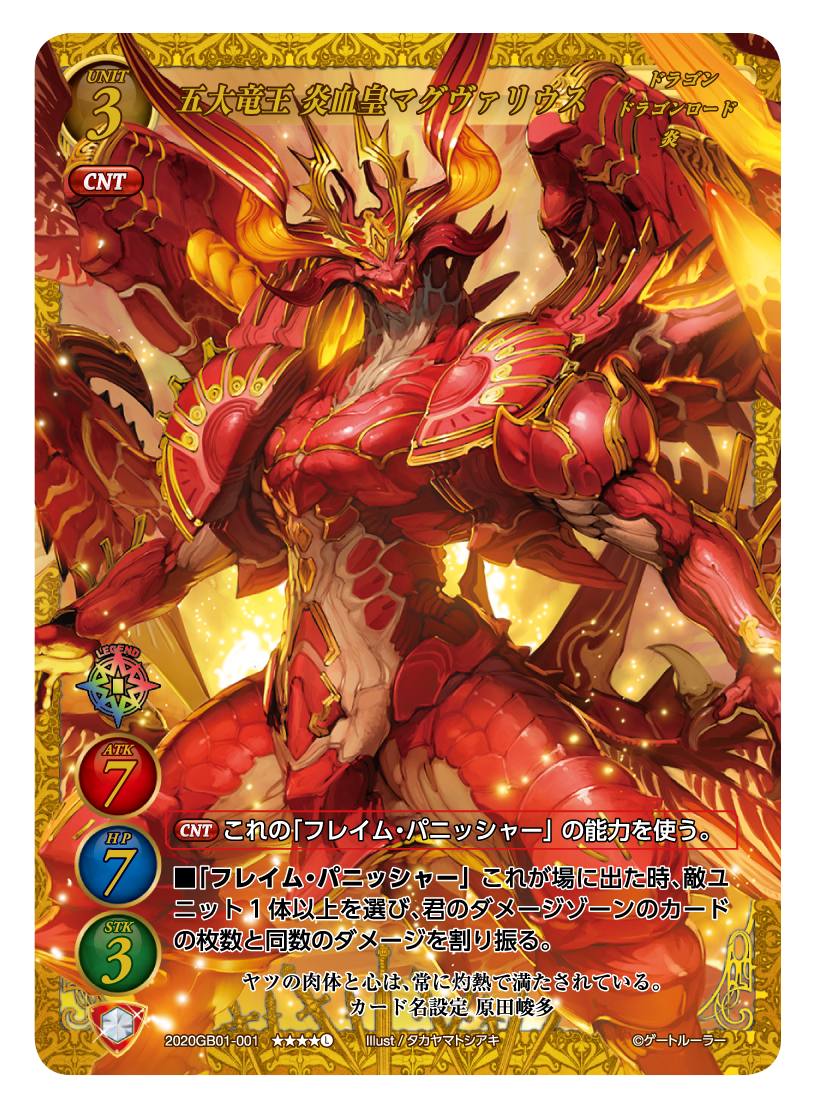 UNIT
3
五大竜王 炎血皇マグヴァリウス
ドラゴン
ドラゴンロード
炎
CNT
LEGEND
ATK
7
HP
7
STK
3
CNT これの「フレイム・パニッシャー」の能力を使う。
■「フレイム・パニッシャー」 これが場に出た時、敵ユ
ニット1体以上を選び、君のダメージゾーンのカード
の枚数と同数のダメージを割り振る。
ヤツの肉体と心は、常に灼熱で満たされている。
カード名設定 原田峻多
2020GB01-001 ★★★★L Illust / タカヤマトシアキ ©ゲートルーラー